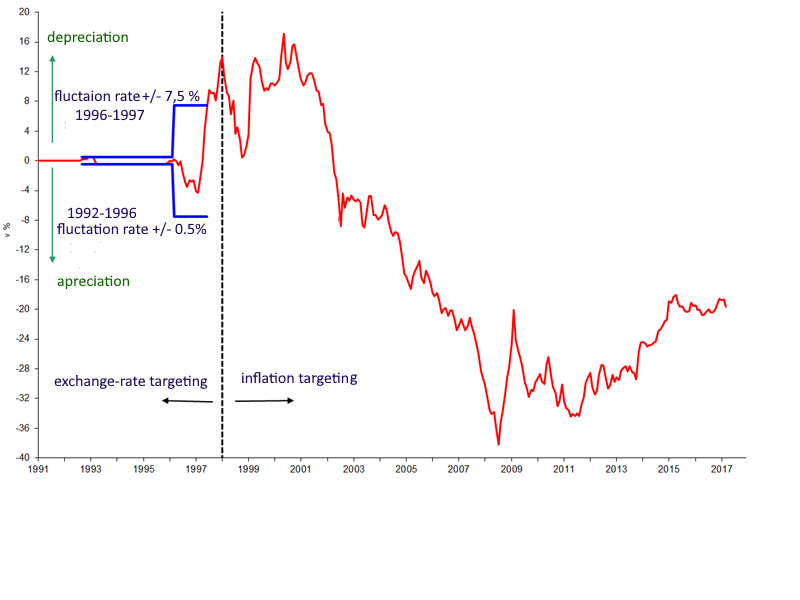 20
depreciation
16
12
fluctaion rate+/- 7,5 %
8
1996-1997
4
0
-4
1992-1996
-8
fluctation rate +/- 0.5%
v %
-12
apreciation
-16
-20
-24
-28
exchange-rate targeting inflation targeting
-32
-36
-40
1991 1993 1995 1997 1999 2001 2003 2005 2007 2009 2011 2013 2015 2017